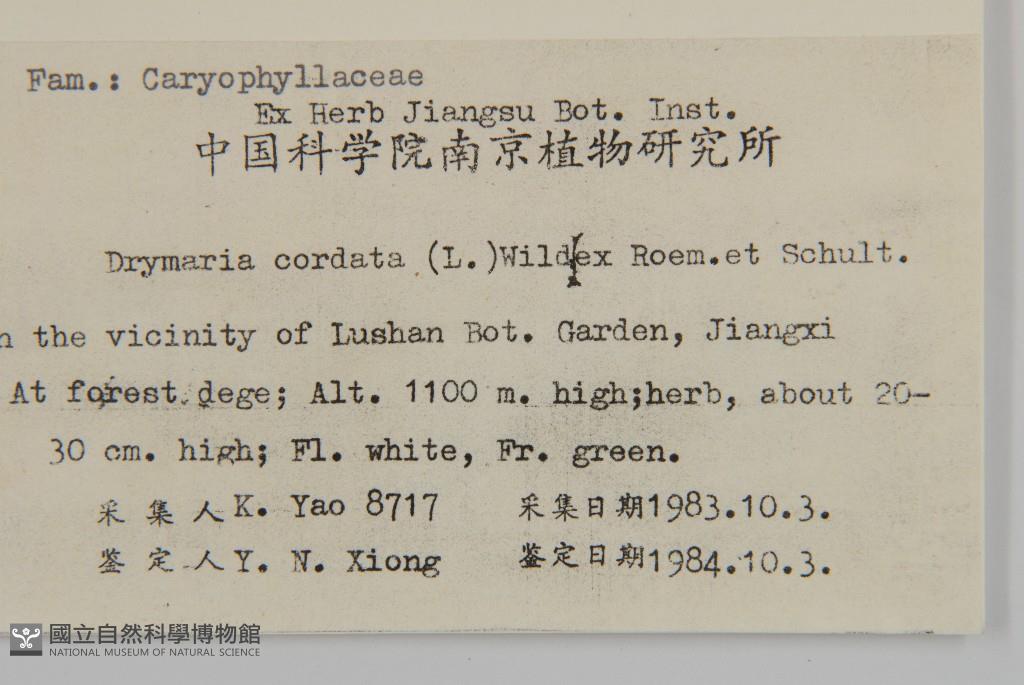 Fam.: Caryophyllaceae
Ex Herb Jiangsu Bot. Inst.
中国科学院南京植物研究所
Drymaria cordata (L.)Wild ex Roem.et Schult.
n the vicinity of Lushan Bot. Garden, Jiangxi
At forest dege; Alt. 1100 m. high;herb, about 20-
30 cm. high; Fl. white, Fr. green.
采集人 K. Yao 8717 采集日期1983.10.3.
鉴定人 Y. N. Xiong 鉴定日期1984.10.3.
國立自然科學博物館
NATIONAL MUSEUM OF NATURAL SCIENCE